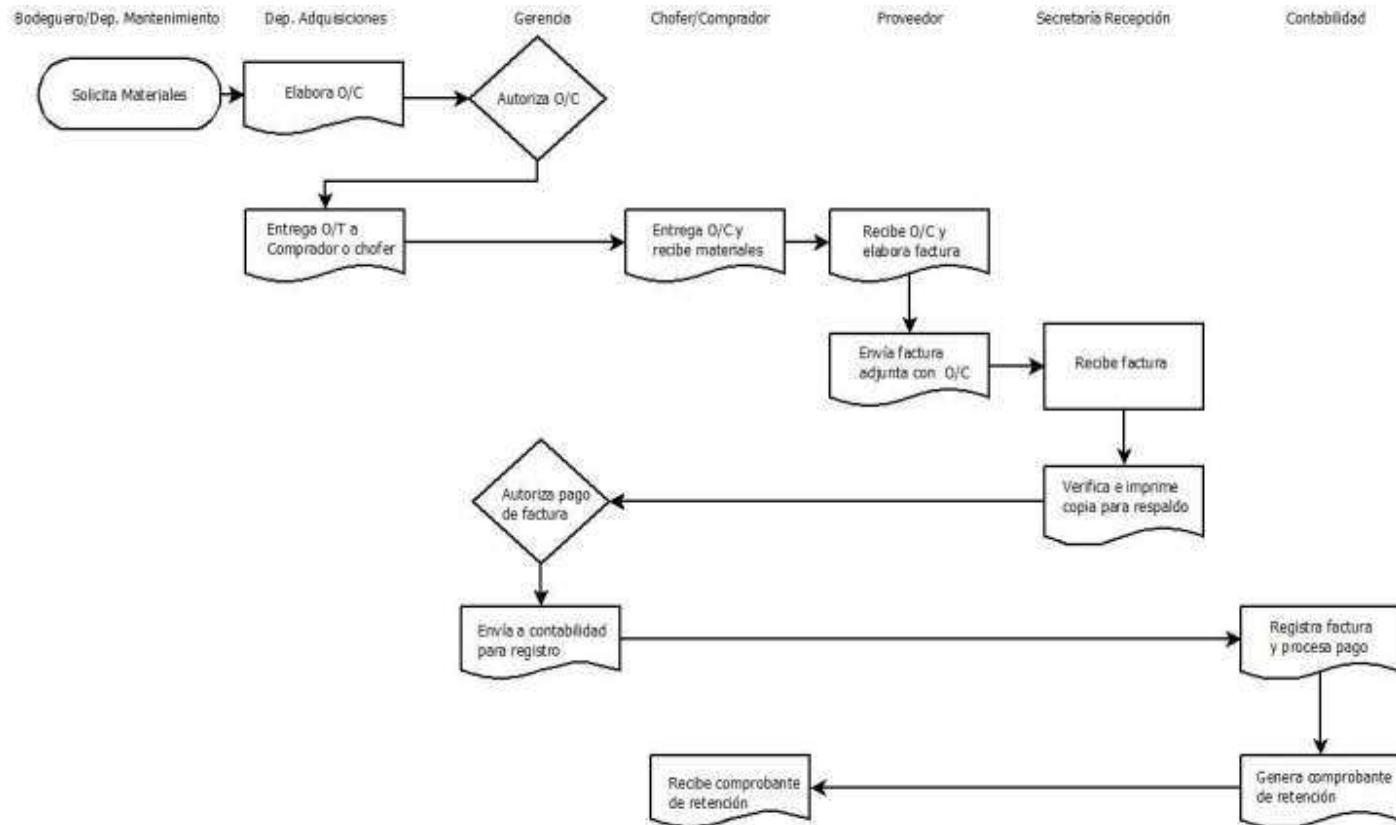 Bodeguero/Dep. Mantenimiento
Dep. Adquisiciones
Gerencia
Chofer/Comprador
Proveedor
Secretaría Recepción
Contabilidad
Solicita Materiales
Elabora O/C
Autoriza O/C
Entrega O/T a
Comprador o chofer
Entrega O/C y
recibe materiales
Recibe O/C y
elabora factura
Envía factura
adjunta con O/C
Recibe factura
Verifica e imprime
copia para respaldo
Autoriza pago
de factura
Envía a contabilidad
para registro
Registra factura
y procesa pago
Genera comprobante
de retención
Recibe comprobante
de retención